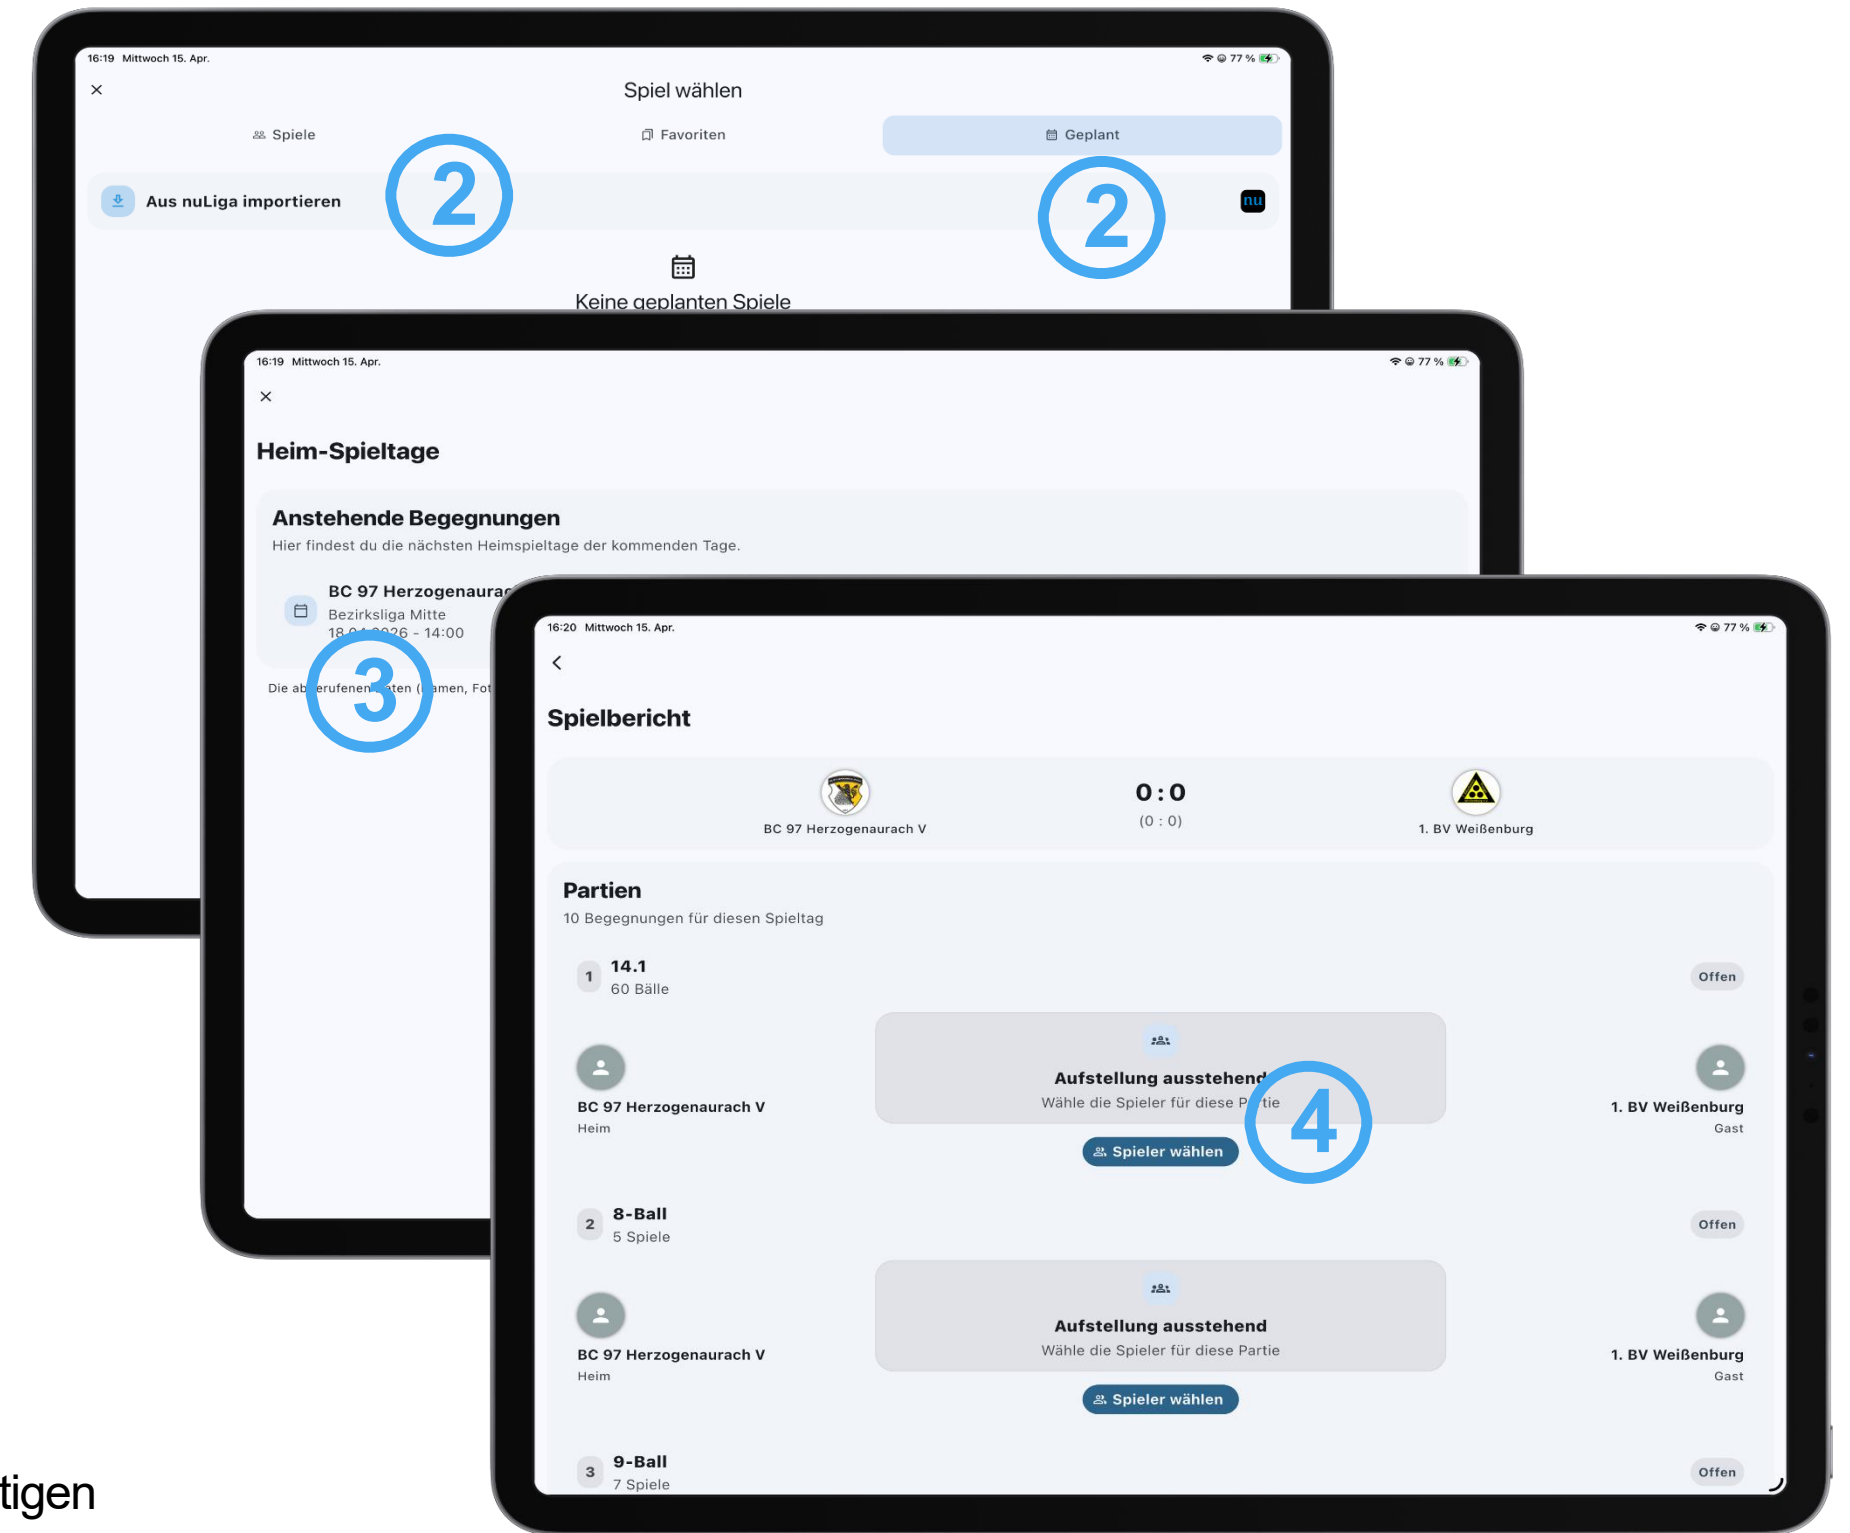 16:19 Mittwoch 15. Apr.
77 %
Spiel wählen
Spiele
Favoriten
Geplant
Aus nuLiga importieren
2
2
nu
Keine geplanten Spiele
16:19 Mittwoch 15. Apr.
77 %
Heim-Spieltage
Anstehende Begegnungen
Hier findest du die nächsten Heimspieltage der kommenden Tage.
BC 97 Herzogenaurac
Bezirksliga Mitte
18.04.2026 - 14:00
3
16:20 Mittwoch 15. Apr.
77 %
Spielbericht
BC 97 Herzogenaurach V
0 : 0
(0 : 0)
1. BV Weißenburg
Partien
10 Begegnungen für diesen Spieltag
1 14.1
60 Bälle
Offen
Aufstellung ausstehend
Wähle die Spieler für diese Partie
4
BC 97 Herzogenaurach V
Heim
1. BV Weißenburg
Gast
Spieler wählen
2 8-Ball
5 Spiele
Offen
Aufstellung ausstehend
Wähle die Spieler für diese Partie
BC 97 Herzogenaurach V
Heim
1. BV Weißenburg
Gast
Spieler wählen
3 9-Ball
7 Spiele
Offen
tigen